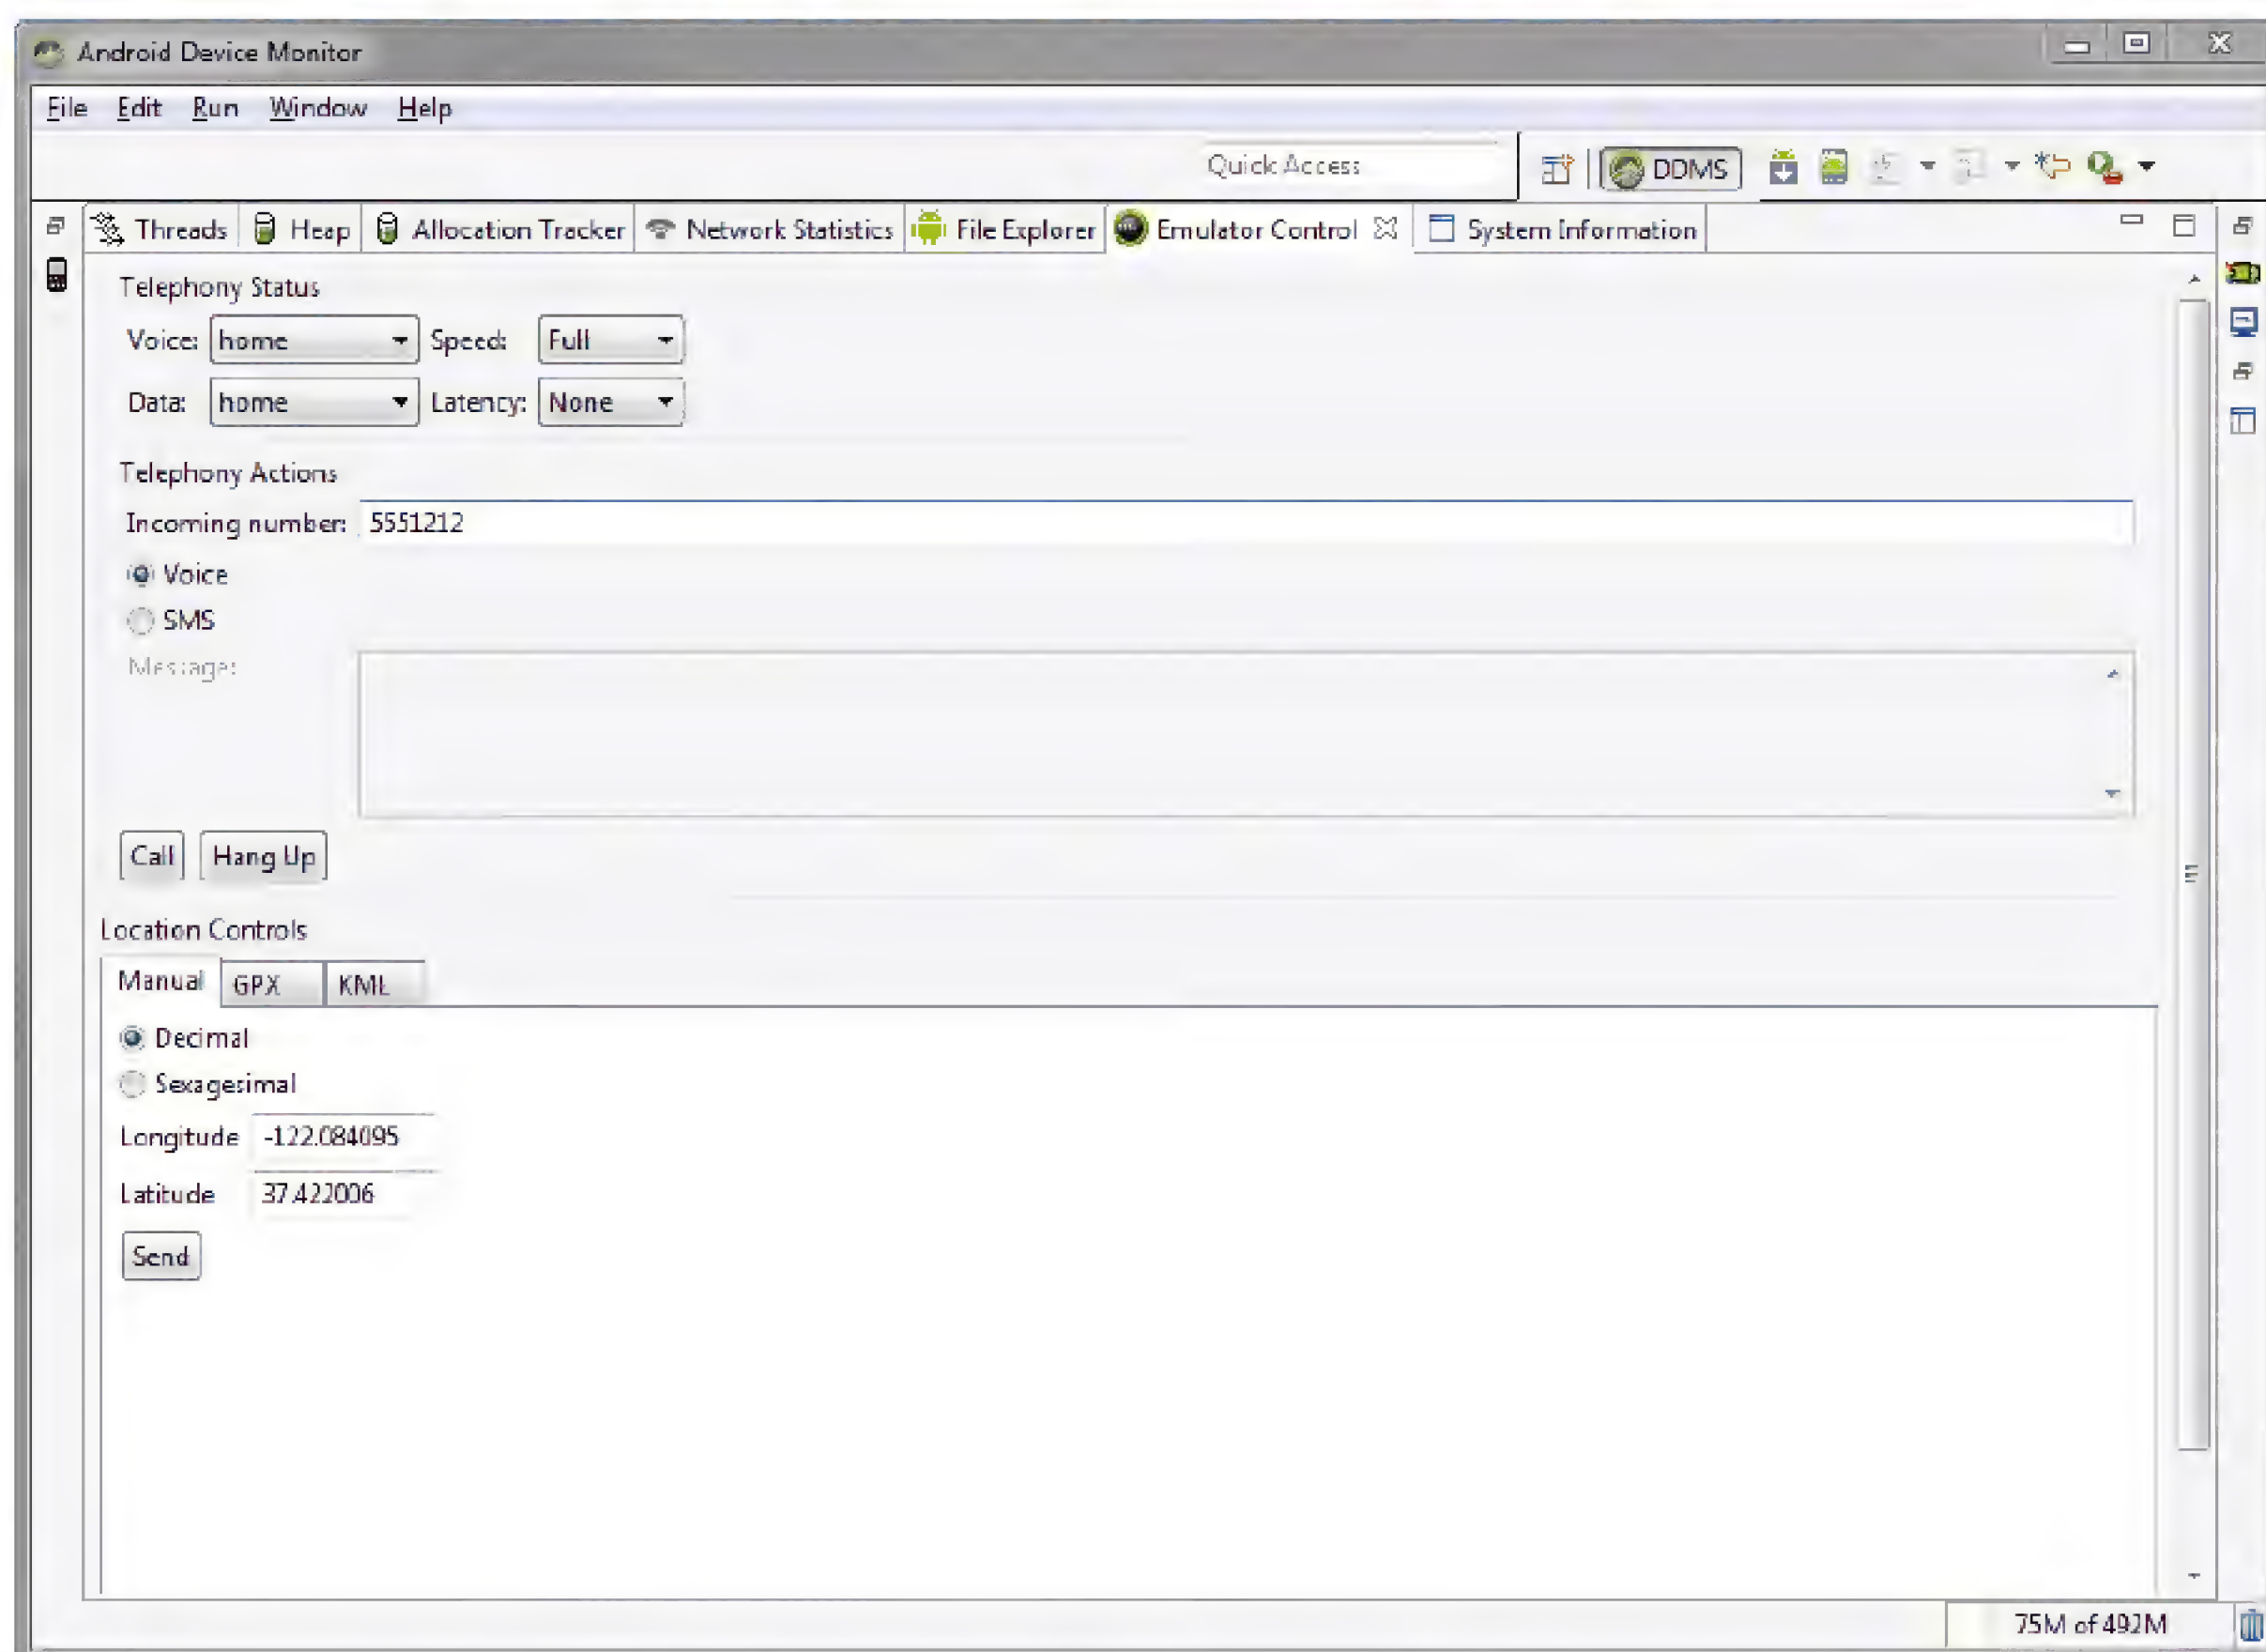 Android Device Monitor
File Edit Run Window Help
Quick Access DDMS
Threads Heap Allocation Tracker Network Statistics File Explorer Emulator Control System Information
Telephony Status
Voice: home Speed: Full
Data: home Latency: None
Telephony Actions
Incoming number: 5551212
Voice
SMS
Message:
Call Hang Up
Location Controls
Manual GPX KML
Decimal
Sexagesimal
Longitude -122.084095
Latitude 37.422006
Send
75M of 492M